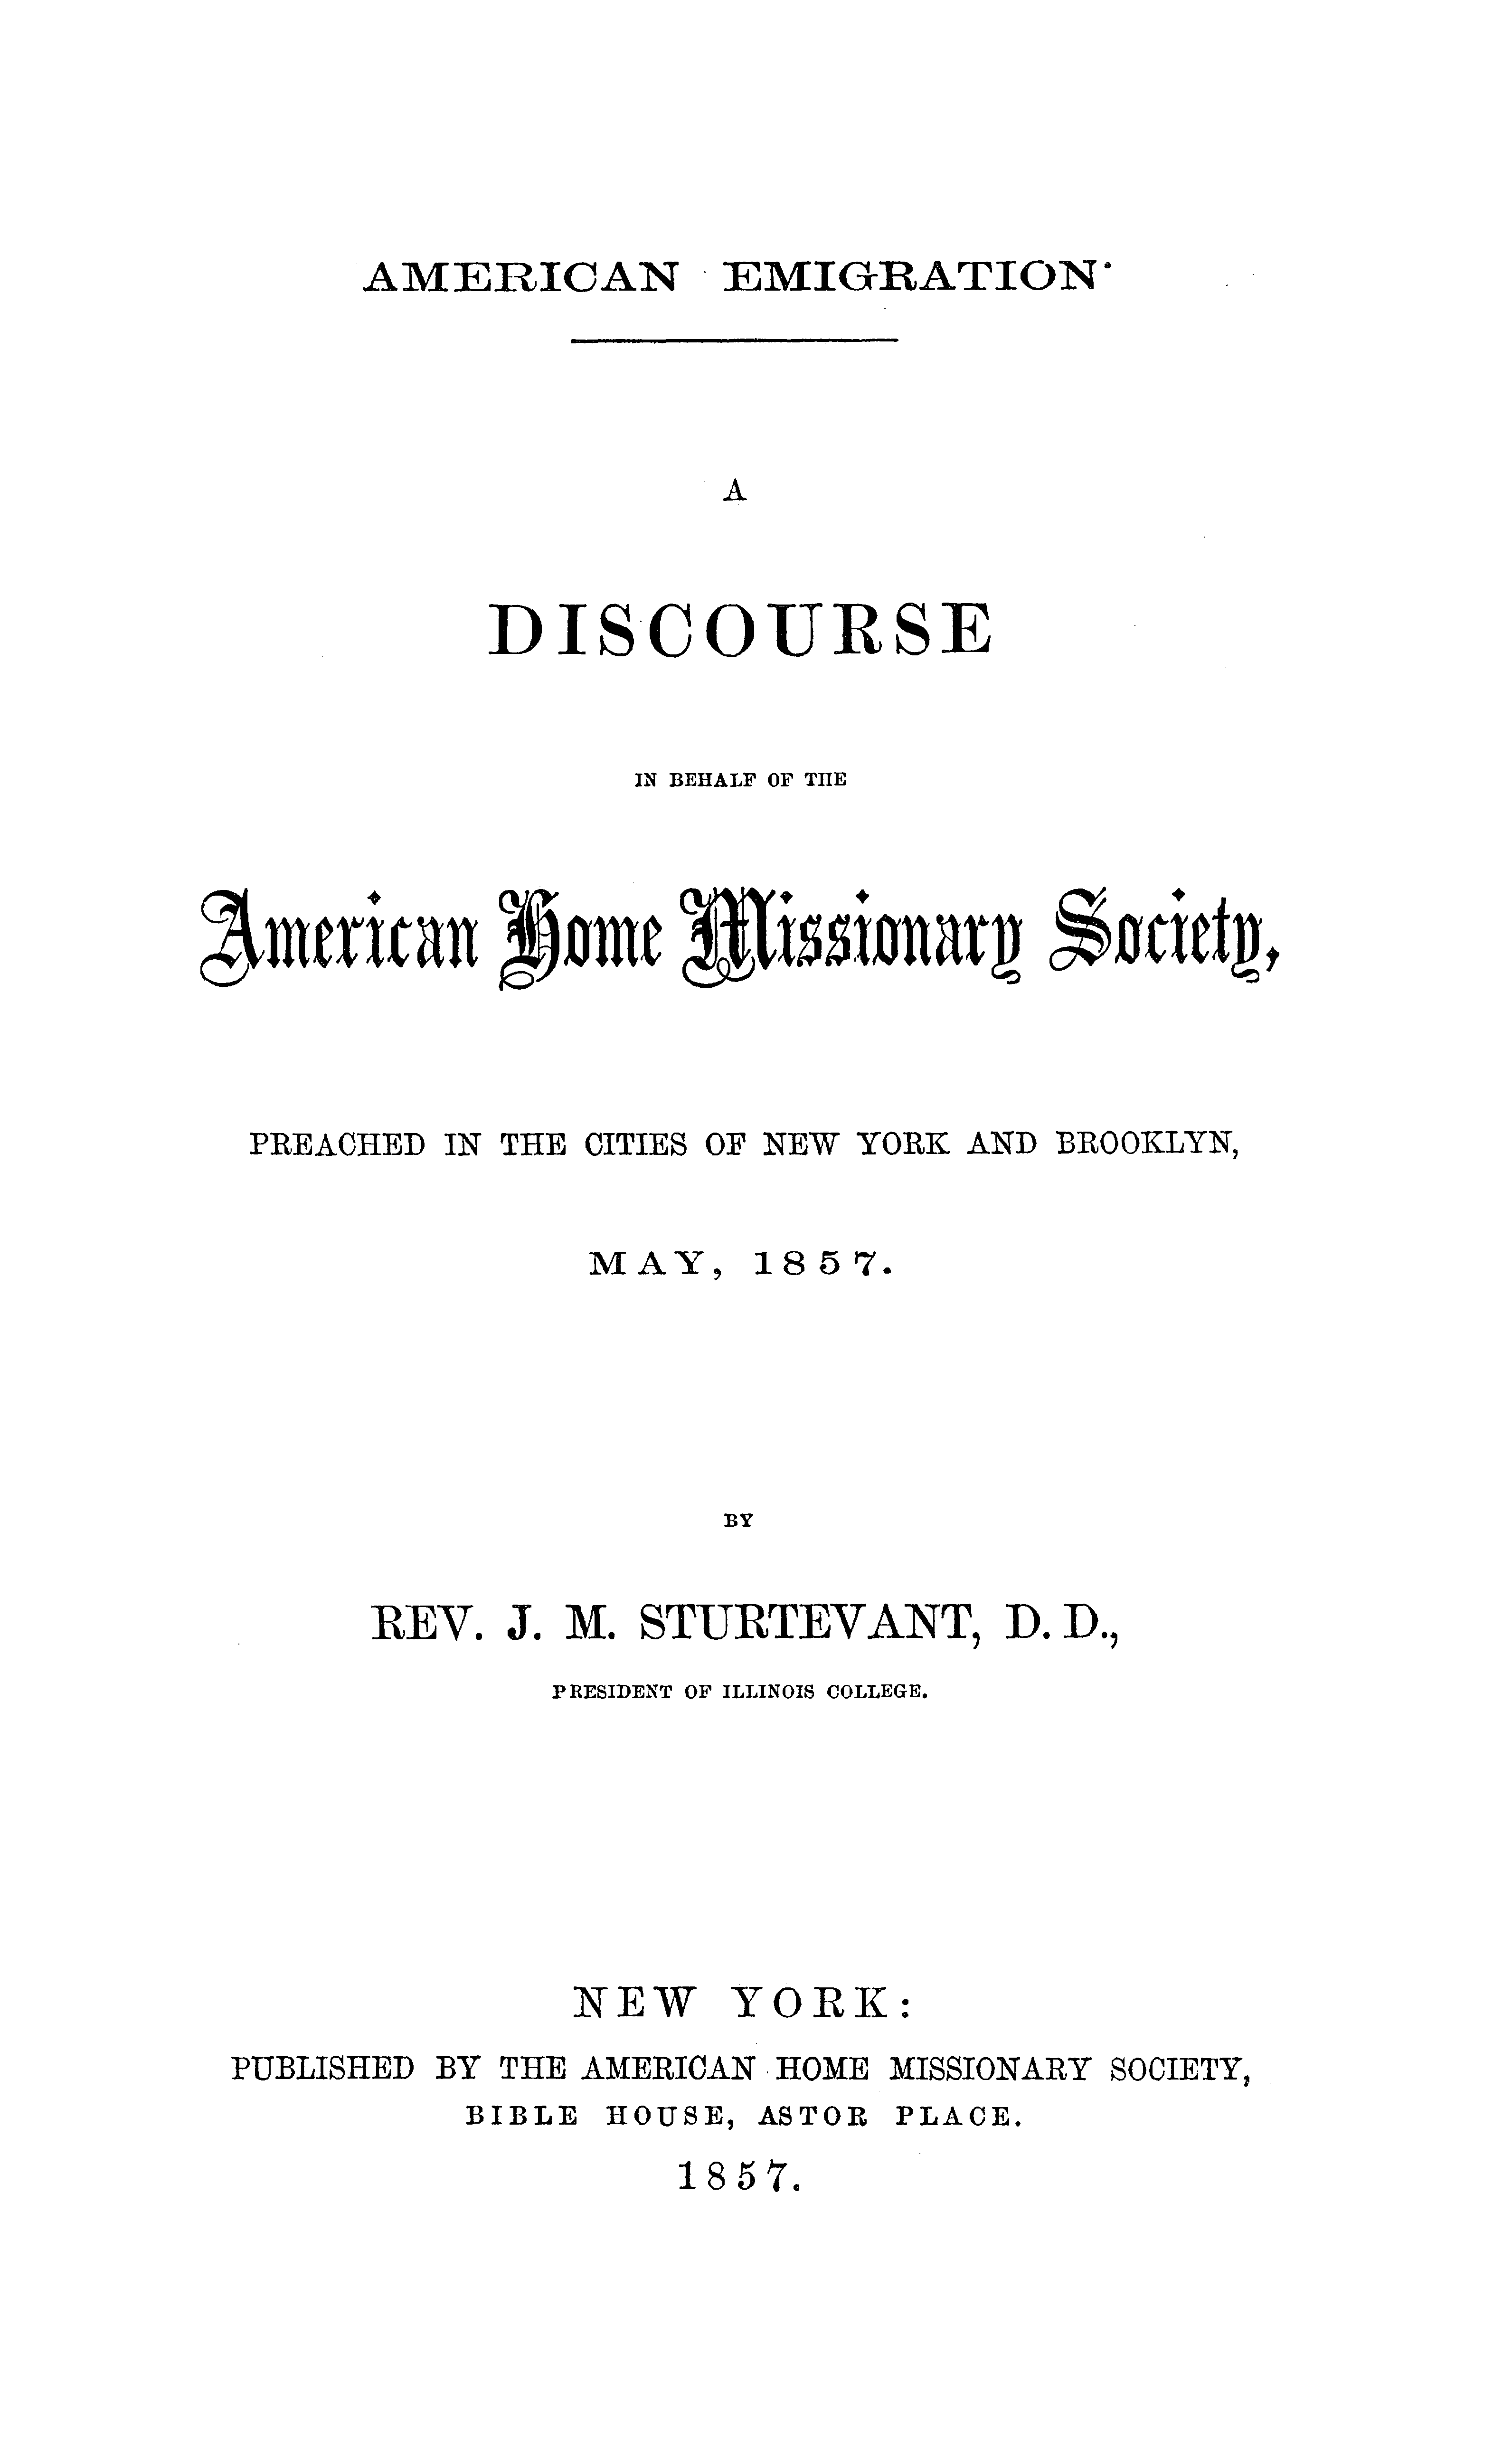 AMERICAN EMIGRATION.
A
DISCOURSE
IN BEHALF OF THE
American Home Missionary Society,
PREACHED IN THE CITIES OF NEW YORK AND BROOKLYN,
MAY, 1857.
BY
REV. J. M. STURTEVANT, D. D.,
PRESIDENT OF ILLINOIS COLLEGE.
NEW YORK:
PUBLISHED BY THE AMERICAN HOME MISSIONARY SOCIETY,
BIBLE HOUSE, ASTOR PLACE.
1857.